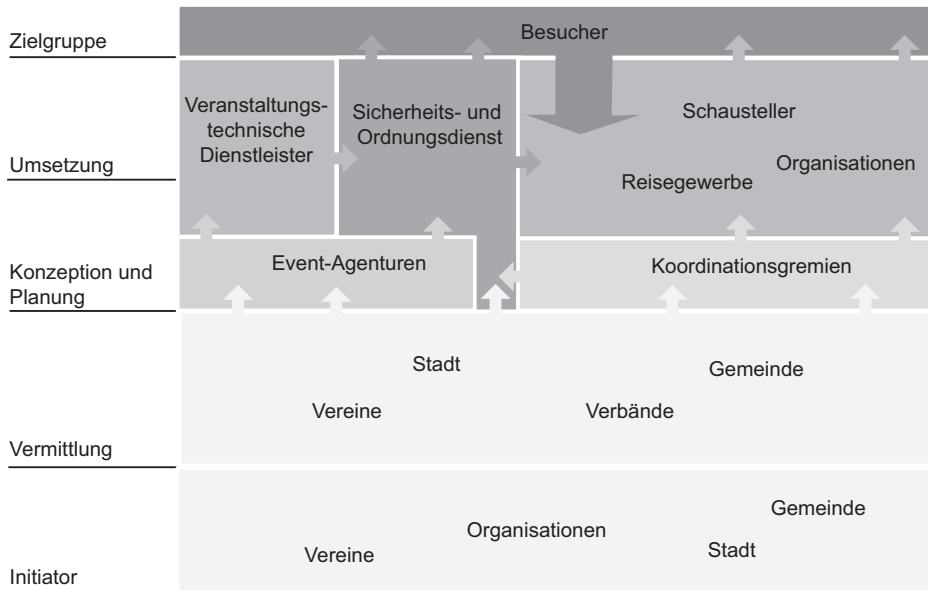 Zielgruppe
Besucher
Umsetzung
Veranstaltungs-
technische
Dienstleister
Sicherheits- und
Ordnungsdienst
Schausteller
Reisegewerbe
Organisationen
Konzeption und
Planung
Event-Agenturen
Koordinationsgremien
Vermittlung
Stadt
Gemeinde
Vereine
Verbände
Initiator
Gemeinde
Organisationen
Vereine
Stadt